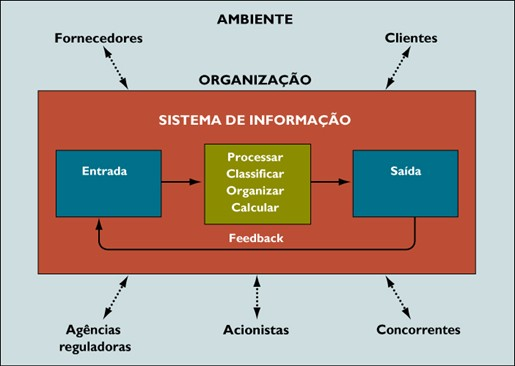 AMBIENTE
Fornecedores
Clientes
ORGANIZAÇÃO
SISTEMA DE INFORMAÇÃO
Entrada
Processar
Classificar
Organizar
Calcular
Saída
Feedback
Agências
reguladoras
Acionistas
Concorrentes